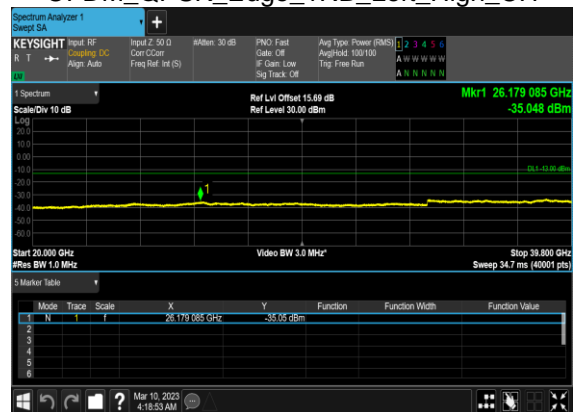 Spectrum Analyzer 1
Swept SA
KEYSIGHT Input: RF Input Z: 50 Ω #Atten: 30 dB PNO: Fast Avg Type: Power (RMS) 1 2 3 4 5 6
R T Coupling: DC Corr CCorr Gate: Off Avg|Hold: 100/100 A W W W W W
Align: Auto Freq Ref: Int (S) IF Gain: Low Trig: Free Run
LU Sig Track: Off A N N N N N
1 Spectrum Ref Lvl Offset 15.69 dB Mkr1 26.179 085 GHz
Scale/Div 10 dB Ref Level 30.00 dBm -35.048 dBm
Log
20.0
10.0
0.00
-10.0 DL1 -13.00 dBm
-20.0
-30.0 1
-40.0
-50.0
-60.0
Start 20.000 GHz Video BW 3.0 MHz* Stop 39.800 GHz
#Res BW 1.0 MHz Sweep 34.7 ms (40001 pts)
5 Marker Table
Mode Trace Scale X Y Function Function Width Function Value
1 N 1 f 26.179 085 GHz -35.05 dBm
2
3
4
5
6
? Mar 10, 2023
4:18:53 AM